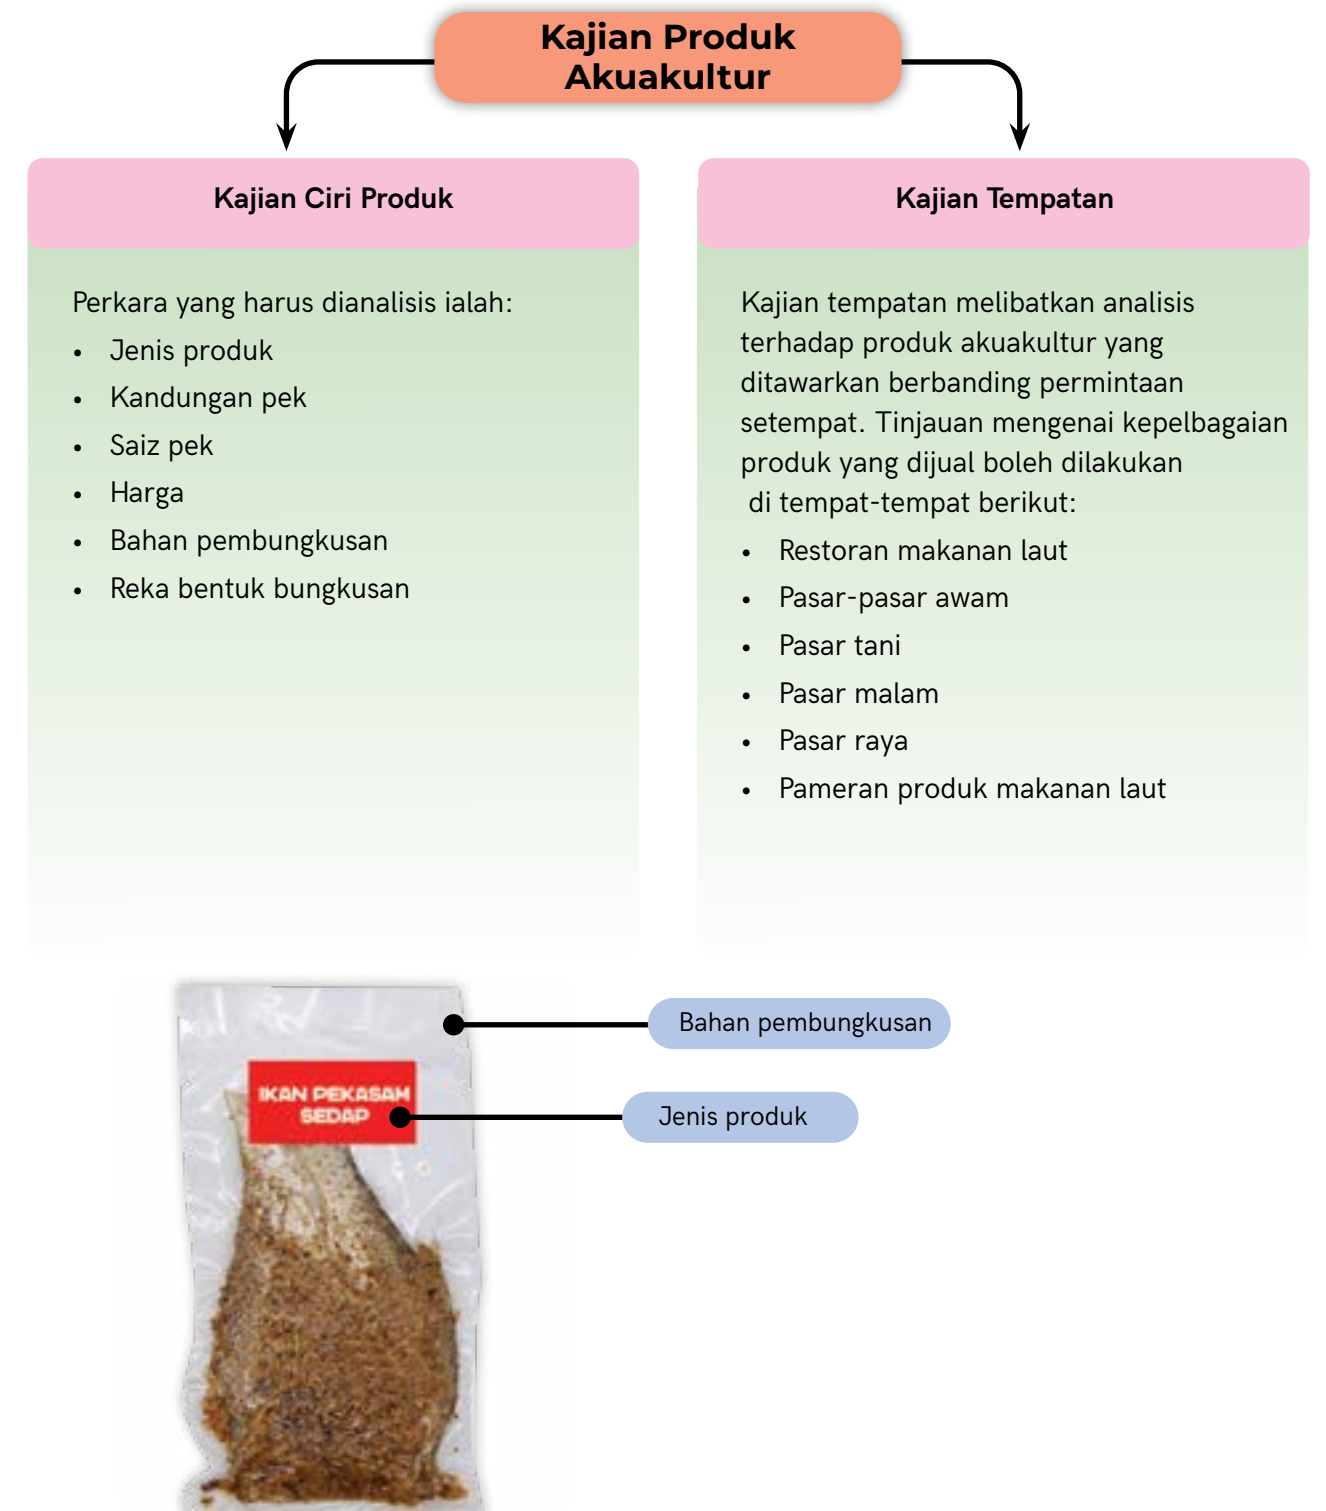 Kajian Produk
Akuakultur
Kajian Ciri Produk
Perkara yang harus dianalisis ialah:
• Jenis produk
• Kandungan pek
• Saiz pek
• Harga
• Bahan pembungkusan
• Reka bentuk bungkusan
Kajian Tempatan
Kajian tempatan melibatkan analisis
terhadap produk akuakultur yang
ditawarkan berbanding permintaan
setempat. Tinjauan mengenai kepelbagaian
produk yang dijual boleh dilakukan
di tempat-tempat berikut:
• Restoran makanan laut
• Pasar-pasar awam
• Pasar tani
• Pasar malam
• Pasar raya
• Pameran produk makanan laut
Bahan pembungkusan
IKAN PEKASAM
SEDAP
Jenis produk